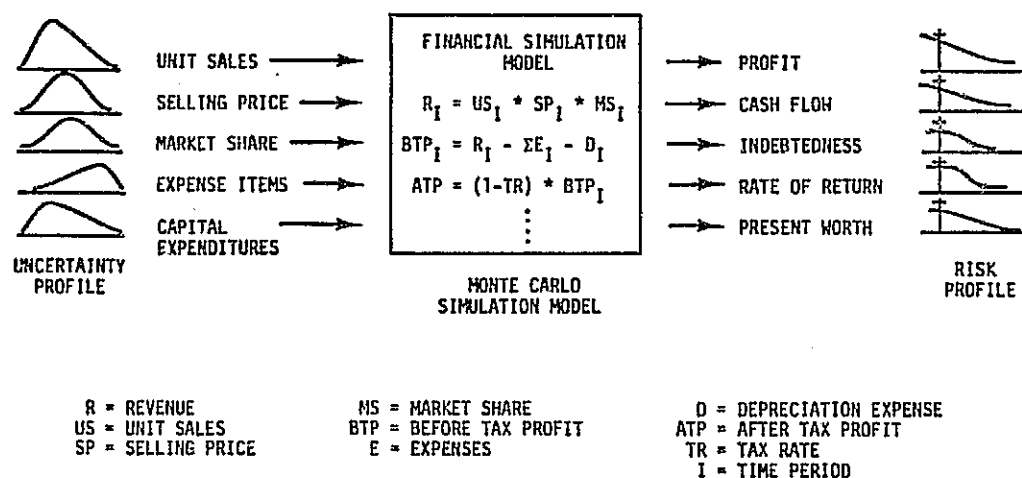 UNIT SALES
SELLING PRICE
MARKET SHARE
EXPENSE ITEMS
CAPITAL
EXPENDITURES
UNCERTAINTY
PROFILE
FINANCIAL SIMULATION
MODEL
R_I = US_I * SP_I * MS_I
BTP_I = R_I - ΣE_I - D_I
ATP = (1-TR) * BTP_I
MONTE CARLO
SIMULATION MODEL
PROFIT
CASH FLOW
INDEBTEDNESS
RATE OF RETURN
PRESENT WORTH
RISK
PROFILE
R = REVENUE
US = UNIT SALES
SP = SELLING PRICE
MS = MARKET SHARE
BTP = BEFORE TAX PROFIT
E = EXPENSES
D = DEPRECIATION EXPENSE
ATP = AFTER TAX PROFIT
TR = TAX RATE
I = TIME PERIOD